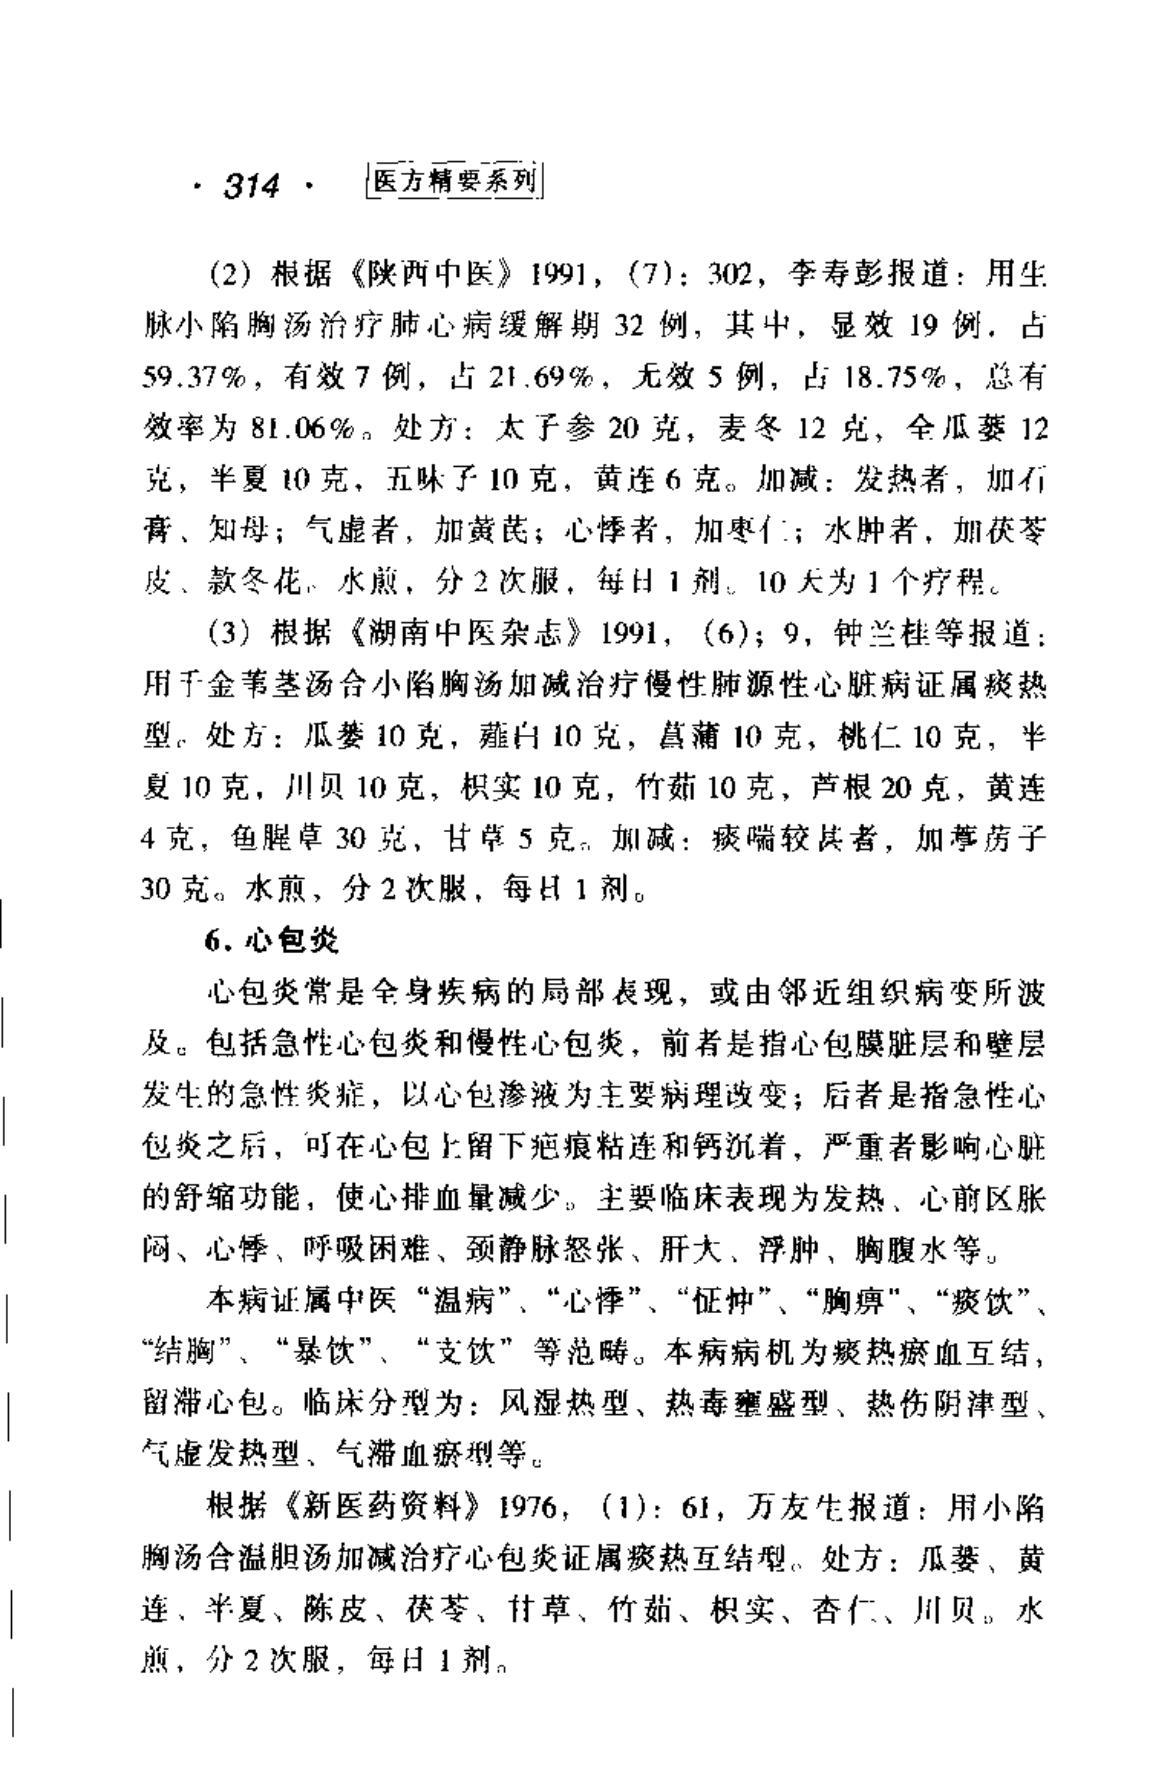 · 314 · 医方精要系列
(2) 根据《陕西中医》1991，(7)：302，李寿彭报道：用生
脉小陷胸汤治疗肺心病缓解期 32 例，其中，显效 19 例，占
59.37%，有效 7 例，占 21.69%，无效 5 例，占 18.75%，总有
效率为 81.06%。处方：太子参 20 克，麦冬 12 克，全瓜蒌 12
克，半夏 10 克，五味子 10 克，黄连 6 克。加减：发热者，加石
膏、知母；气虚者，加黄芪；心悸者，加枣仁；水肿者，加茯苓
皮、款冬花。水煎，分 2 次服，每日 1 剂。10 天为 1 个疗程。
(3) 根据《湖南中医杂志》1991，(6)；9，钟兰桂等报道：
用千金苇茎汤合小陷胸汤加减治疗慢性肺源性心脏病证属痰热
型。处方：瓜蒌 10 克，薤白 10 克，菖蒲 10 克，桃仁 10 克，半
夏 10 克，川贝 10 克，枳实 10 克，竹茹 10 克，芦根 20 克，黄连
4 克，鱼腥草 30 克，甘草 5 克。加减：痰喘较甚者，加葶苈子
30 克。水煎，分 2 次服，每日 1 剂。
6. 心包炎
心包炎常是全身疾病的局部表现，或由邻近组织病变所波
及。包括急性心包炎和慢性心包炎，前者是指心包膜脏层和壁层
发生的急性炎症，以心包渗液为主要病理改变；后者是指急性心
包炎之后，可在心包上留下疤痕粘连和钙沉着，严重者影响心脏
的舒缩功能，使心排血量减少。主要临床表现为发热、心前区胀
闷、心悸、呼吸困难、颈静脉怒张、肝大、浮肿、胸腹水等。
本病证属中医“温病”、“心悸”、“怔忡”、“胸痹”、“痰饮”、
“结胸”、“暴饮”、“支饮”等范畴。本病病机为痰热瘀血互结，
留滞心包。临床分型为：风湿热型、热毒壅盛型、热伤阴津型、
气虚发热型、气滞血瘀型等。
根据《新医药资料》1976，(1)：61，万友生报道：用小陷
胸汤合温胆汤加减治疗心包炎证属痰热互结型。处方：瓜蒌、黄
连、半夏、陈皮、茯苓、甘草、竹茹、枳实、杏仁、川贝。水
煎，分 2 次服，每日 1 剂。